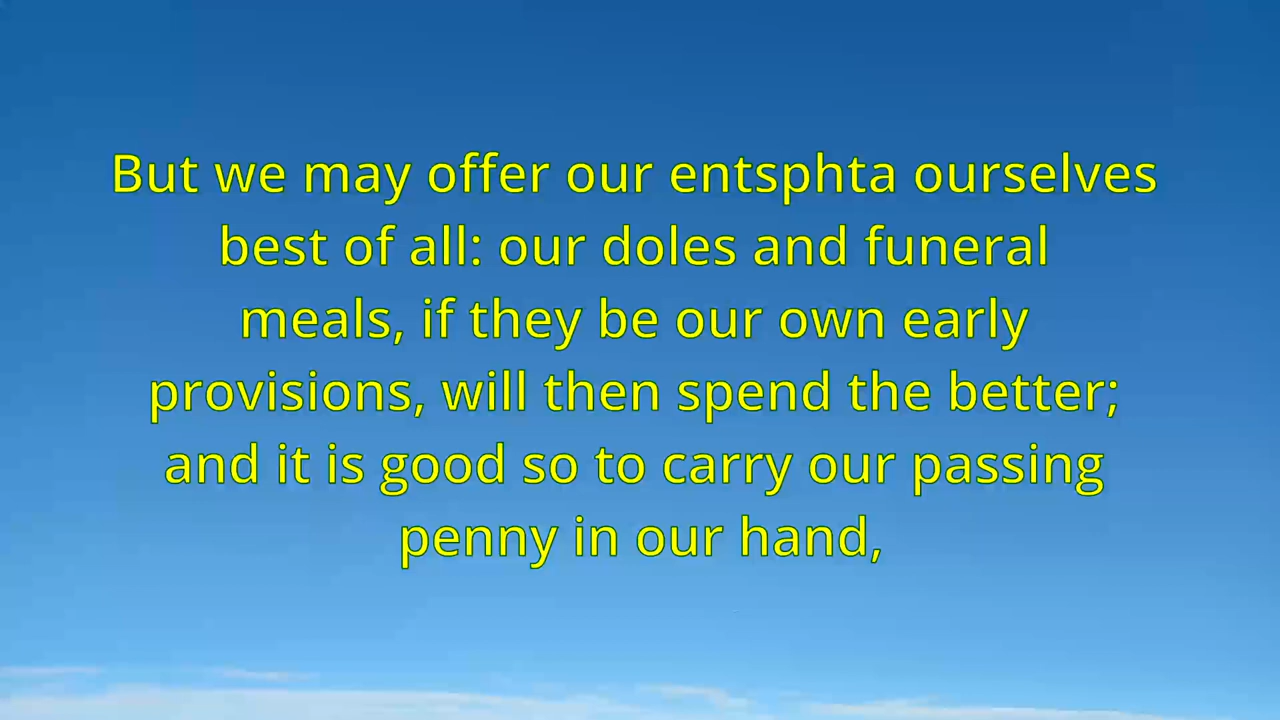 But we may offer our entsphta ourselves
best of all: our doles and funeral
meals, if they be our own early
provisions, will then spend the better;
and it is good so to carry our passing
penny in our hand,